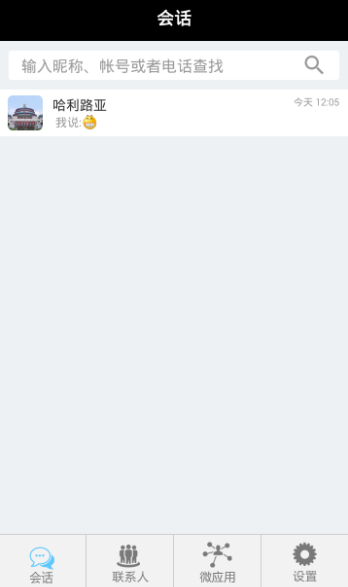 会话
输入昵称、帐号或者电话查找
哈利路亚
今天 12:05
我说:
会话
联系人
微应用
设置